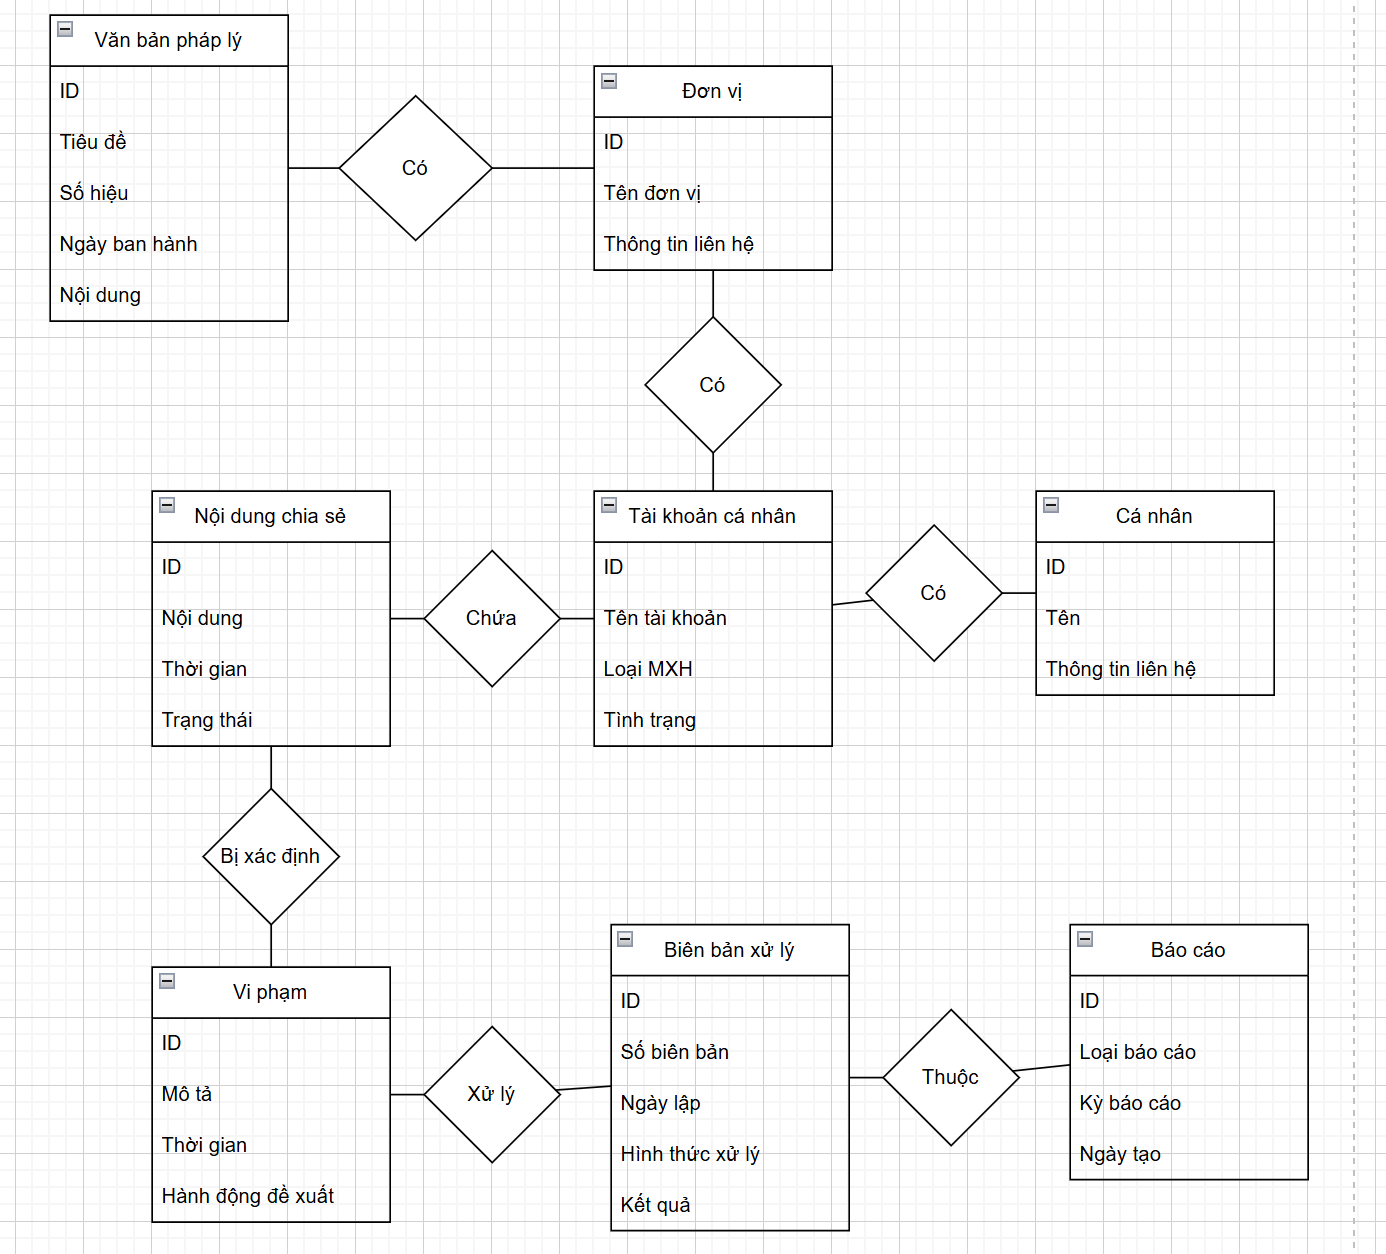 Văn bản pháp lý
ID
Tiêu đề
Số hiệu
Ngày ban hành
Nội dung
Có
Đơn vị
ID
Tên đơn vị
Thông tin liên hệ
Có
Nội dung chia sẻ
ID
Nội dung
Thời gian
Trạng thái
Chứa
Tài khoản cá nhân
ID
Tên tài khoản
Loại MXH
Tình trạng
Có
Cá nhân
ID
Tên
Thông tin liên hệ
Bị xác định
Vi phạm
ID
Mô tả
Thời gian
Hành động đề xuất
Xử lý
Biên bản xử lý
ID
Số biên bản
Ngày lập
Hình thức xử lý
Kết quả
Thuộc
Báo cáo
ID
Loại báo cáo
Kỳ báo cáo
Ngày tạo